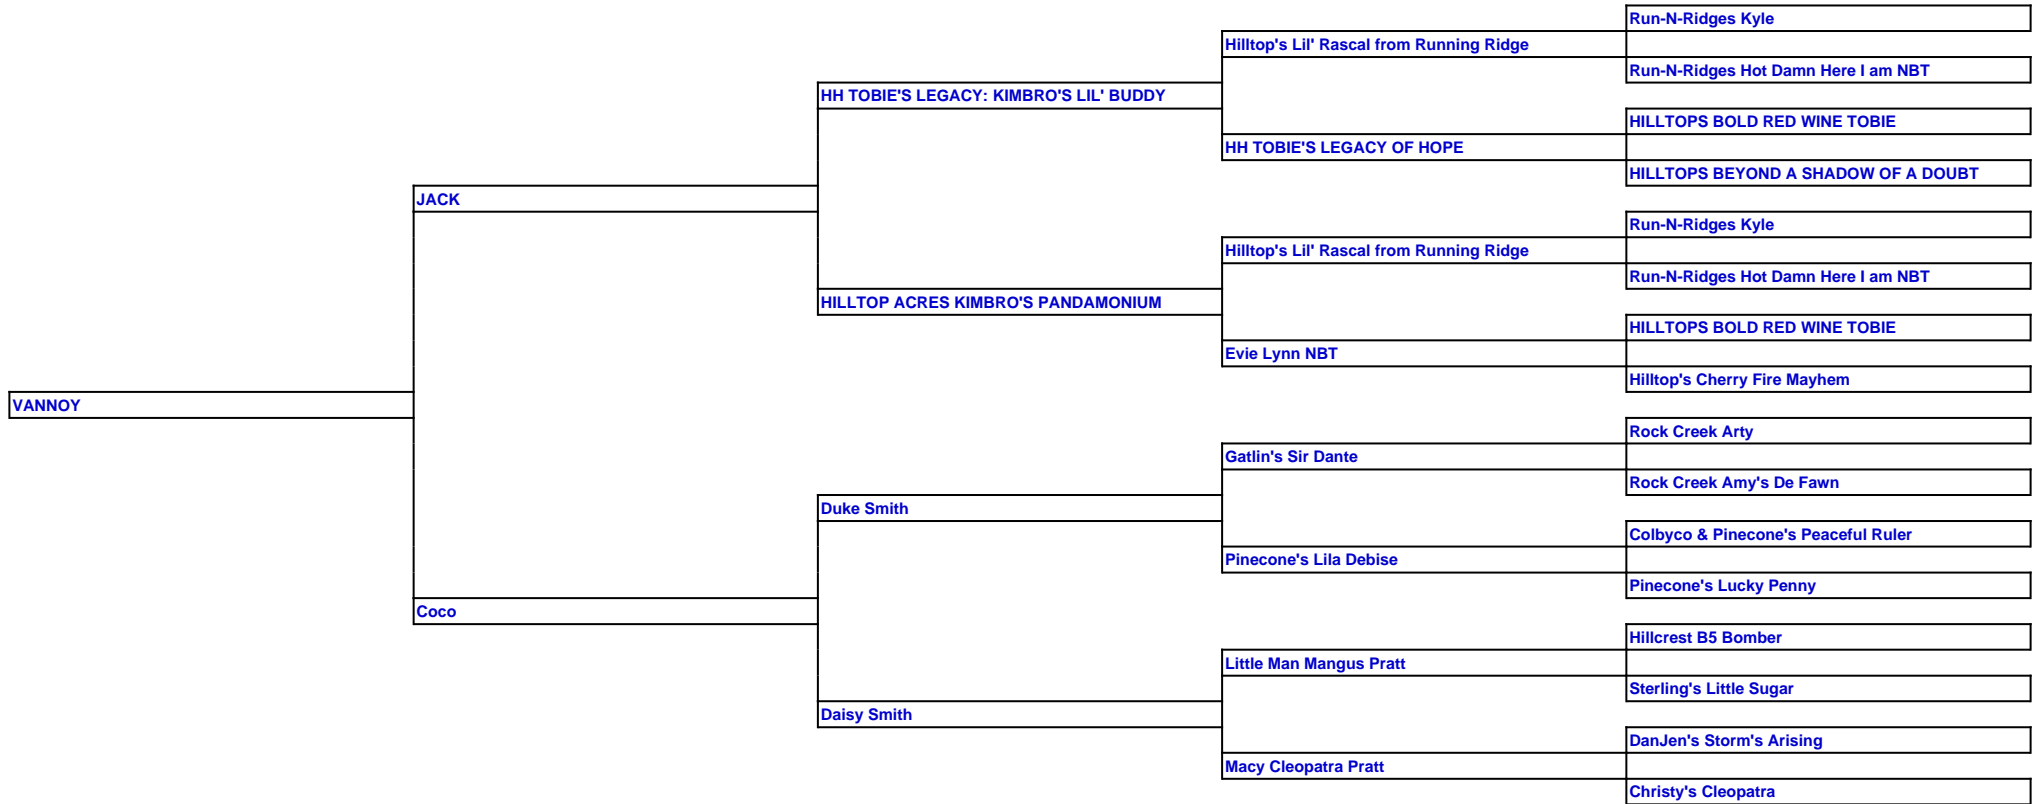 Run-N-Ridges Kyle
Hilltop's Lil' Rascal from Running Ridge
Run-N-Ridges Hot Damn Here I am NBT
HH TOBIE'S LEGACY: KIMBRO'S LIL' BUDDY
HILLTOPS BOLD RED WINE TOBIE
HH TOBIE'S LEGACY OF HOPE
HILLTOPS BEYOND A SHADOW OF A DOUBT
JACK
Run-N-Ridges Kyle
Hilltop's Lil' Rascal from Running Ridge
Run-N-Ridges Hot Damn Here I am NBT
HILLTOP ACRES KIMBRO'S PANDAMONIUM
HILLTOPS BOLD RED WINE TOBIE
Evie Lynn NBT
Hilltop's Cherry Fire Mayhem
VANNOY
Rock Creek Arty
Gatlin's Sir Dante
Rock Creek Amy's De Fawn
Duke Smith
Colbyco & Pinecone's Peaceful Ruler
Pinecone's Lila Debise
Pinecone's Lucky Penny
Coco
Hillcrest B5 Bomber
Little Man Mangus Pratt
Sterling's Little Sugar
Daisy Smith
DanJen's Storm's Arising
Macy Cleopatra Pratt
Christy's Cleopatra